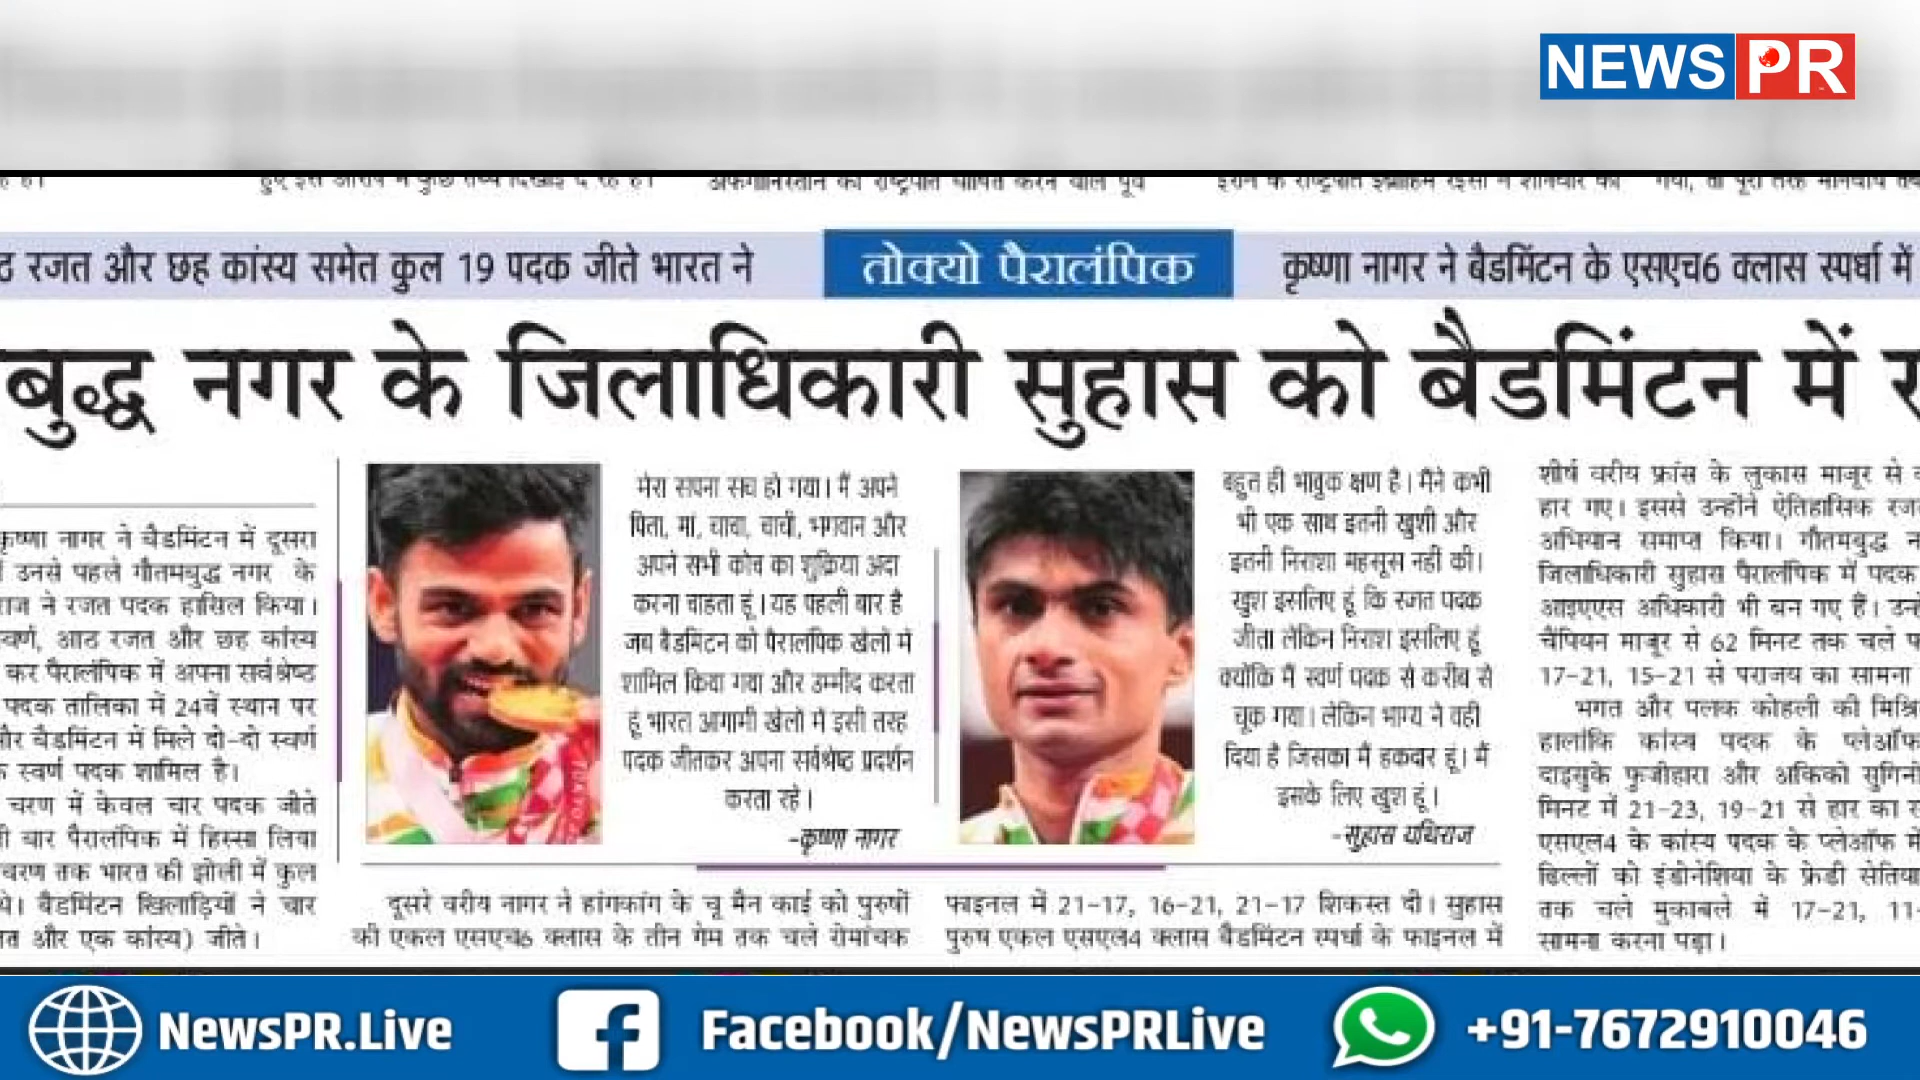 NEWS PR
रजत और छह कांस्य समेत कुल 19 पदक जीते भारत ने
तोक्यो पैरालंपिक
कृष्णा नागर ने बैडमिंटन के एसएच6 क्लास स्पर्धा में
बुद्ध नगर के जिलाधिकारी सुहास को बैडमिंटन में
कृष्णा नागर ने बैडमिंटन में दूसरा
उनसे पहले गौतमबुद्ध नगर के
ने रजत पदक हासिल किया।
आठ रजत और छह कांस्य
कर पैरालंपिक में अपना सर्वश्रेष्ठ
पदक तालिका में 24वें स्थान पर
बैडमिंटन में मिले दो-दो स्वर्ण
स्वर्ण पदक शामिल है।
चरण में केवल चार पदक जीते
चार पैरालंपिक में हिस्सा लिया
चरण तक भारत की झोली में कुल
थे। बैडमिंटन खिलाड़ियों ने चार
और एक कांस्य) जीते।
मेरा सपना सच हो गया। मैं अपने
पिता, मां, चाचा, चाची, भगवान और
अपने सभी कोच का शुक्रिया अदा
करना चाहता हूं। यह पहली बार है
जब बैडमिंटन को पैरालंपिक खेलों में
शामिल किया गया और उम्मीद करता
हूं भारत आगामी खेलों में इसी तरह
पदक जीतकर अपना सर्वश्रेष्ठ प्रदर्शन
करता रहे।
-कृष्णा नागर
बहुत ही भावुक क्षण है। मैंने कभी
भी एक साथ इतनी खुशी और
इतनी निराशा महसूस नहीं की।
खुश इसलिए हूं कि रजत पदक
जीता लेकिन निराश इसलिए हूं
क्योंकि मैं स्वर्ण पदक से करीब से
चूक गया। लेकिन भाग्य ने वही
दिया है जिसका मैं हकदार हूं। मैं
इसके लिए खुश हूं।
-सुहास यथिराज
दूसरे वरीय नागर ने हांगकांग के चू मैन काई को पुरुषों
की एकल एसएच6 क्लास के तीन गेम तक चले रोमांचक
फाइनल में 21-17, 16-21, 21-17 शिकस्त दी। सुहास
पुरुष एकल एसएल4 क्लास बैडमिंटन स्पर्धा के फाइनल में
शीर्ष वरीय फ्रांस के लुकास माजूर से
हार गए। इससे उन्होंने ऐतिहासिक
अभियान समाप्त किया। गौतमबुद्ध
जिलाधिकारी सुहास पैरालंपिक में पदक
आइएएस अधिकारी भी बन गए हैं।
चैंपियन माजूर से 62 मिनट तक चले
17-21, 15-21 से पराजय का सामना
भगत और पलक कोहली की
हालांकि कांस्य पदक के
दाइसुके फुजीहारा और अकिको
मिनट में 21-23, 19-21 से हार का
एसएल4 के कांस्य पदक के प्लेऑफ में
ढिल्लों को इंडोनेशिया के फ्रेडी
तक चले मुकाबले में 17-21,
सामना करना पड़ा।
NewsPR.Live
Facebook/NewsPRLive
+91-7672910046